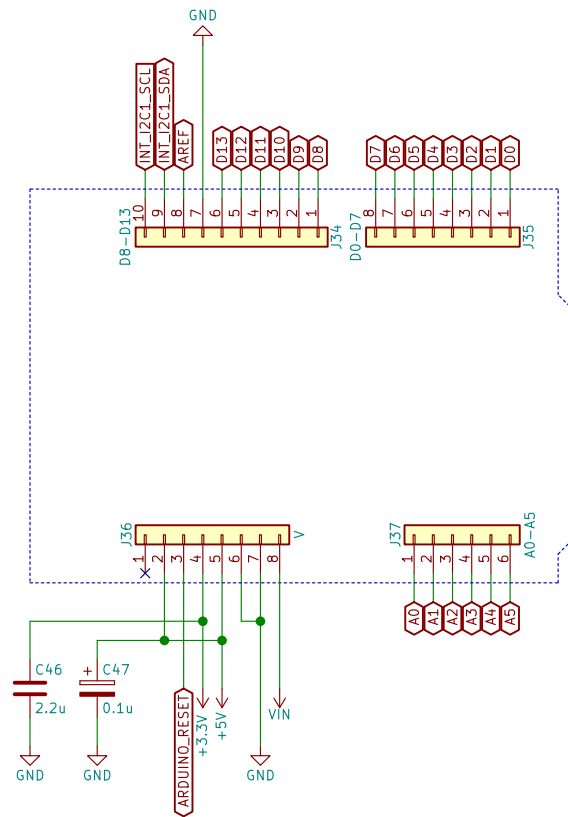 GND
INT_I2C1_SCL
INT_I2C1_SDA
AREF
D13
D12
D11
D10
D9
D8
D7
D6
D5
D4
D3
D2
D1
D0
10
9
8
7
6
5
4
3
2
1
8
7
6
5
4
3
2
1
D8-D13
J34
D0-D7
J35
J36
V
J37
A0-A5
1
2
3
4
5
6
7
8
1
2
3
4
5
6
A0
A1
A2
A3
A4
A5
C46
2.2u
+
C47
0.1u
ARDUINO_RESET
+3.3V
+5V
VIN
GND
GND
GND